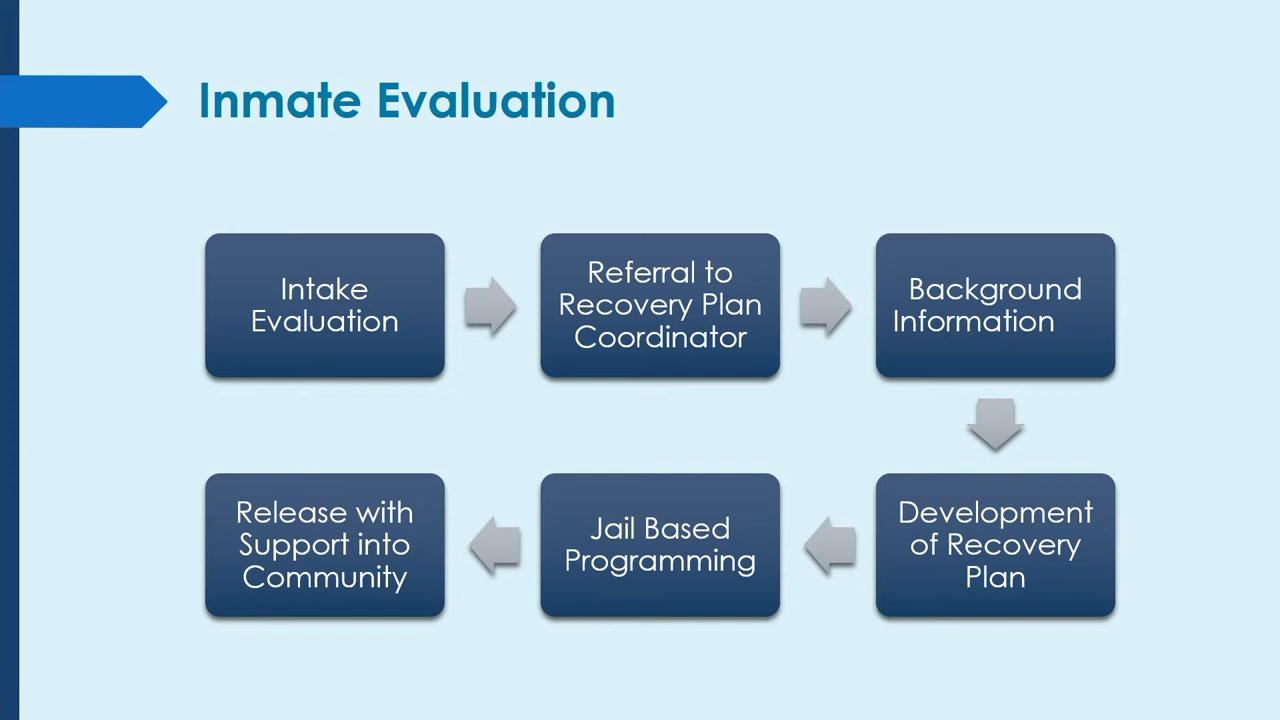 Inmate Evaluation
Intake
Evaluation
Referral to
Recovery Plan
Coordinator
Background
Information
Development
of Recovery
Plan
Jail Based
Programming
Release with
Support into
Community